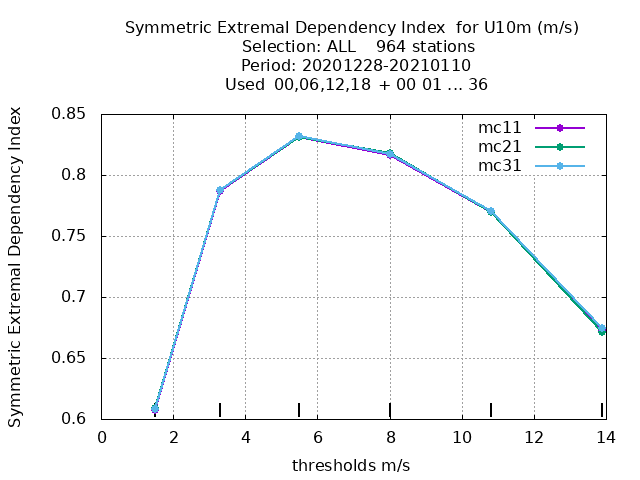 Symmetric Extremal Dependency Index  for U10m (m/s)
Selection: ALL    964 stations
Period: 20201228-20210110
Used  00,06,12,18  + 00 01 ... 36
mc11
mc21
mc31
Symmetric Extremal Dependency Index
0.85
0.8
0.75
0.7
0.65
0.6
0 2 4 6 8 10 12 14
thresholds m/s